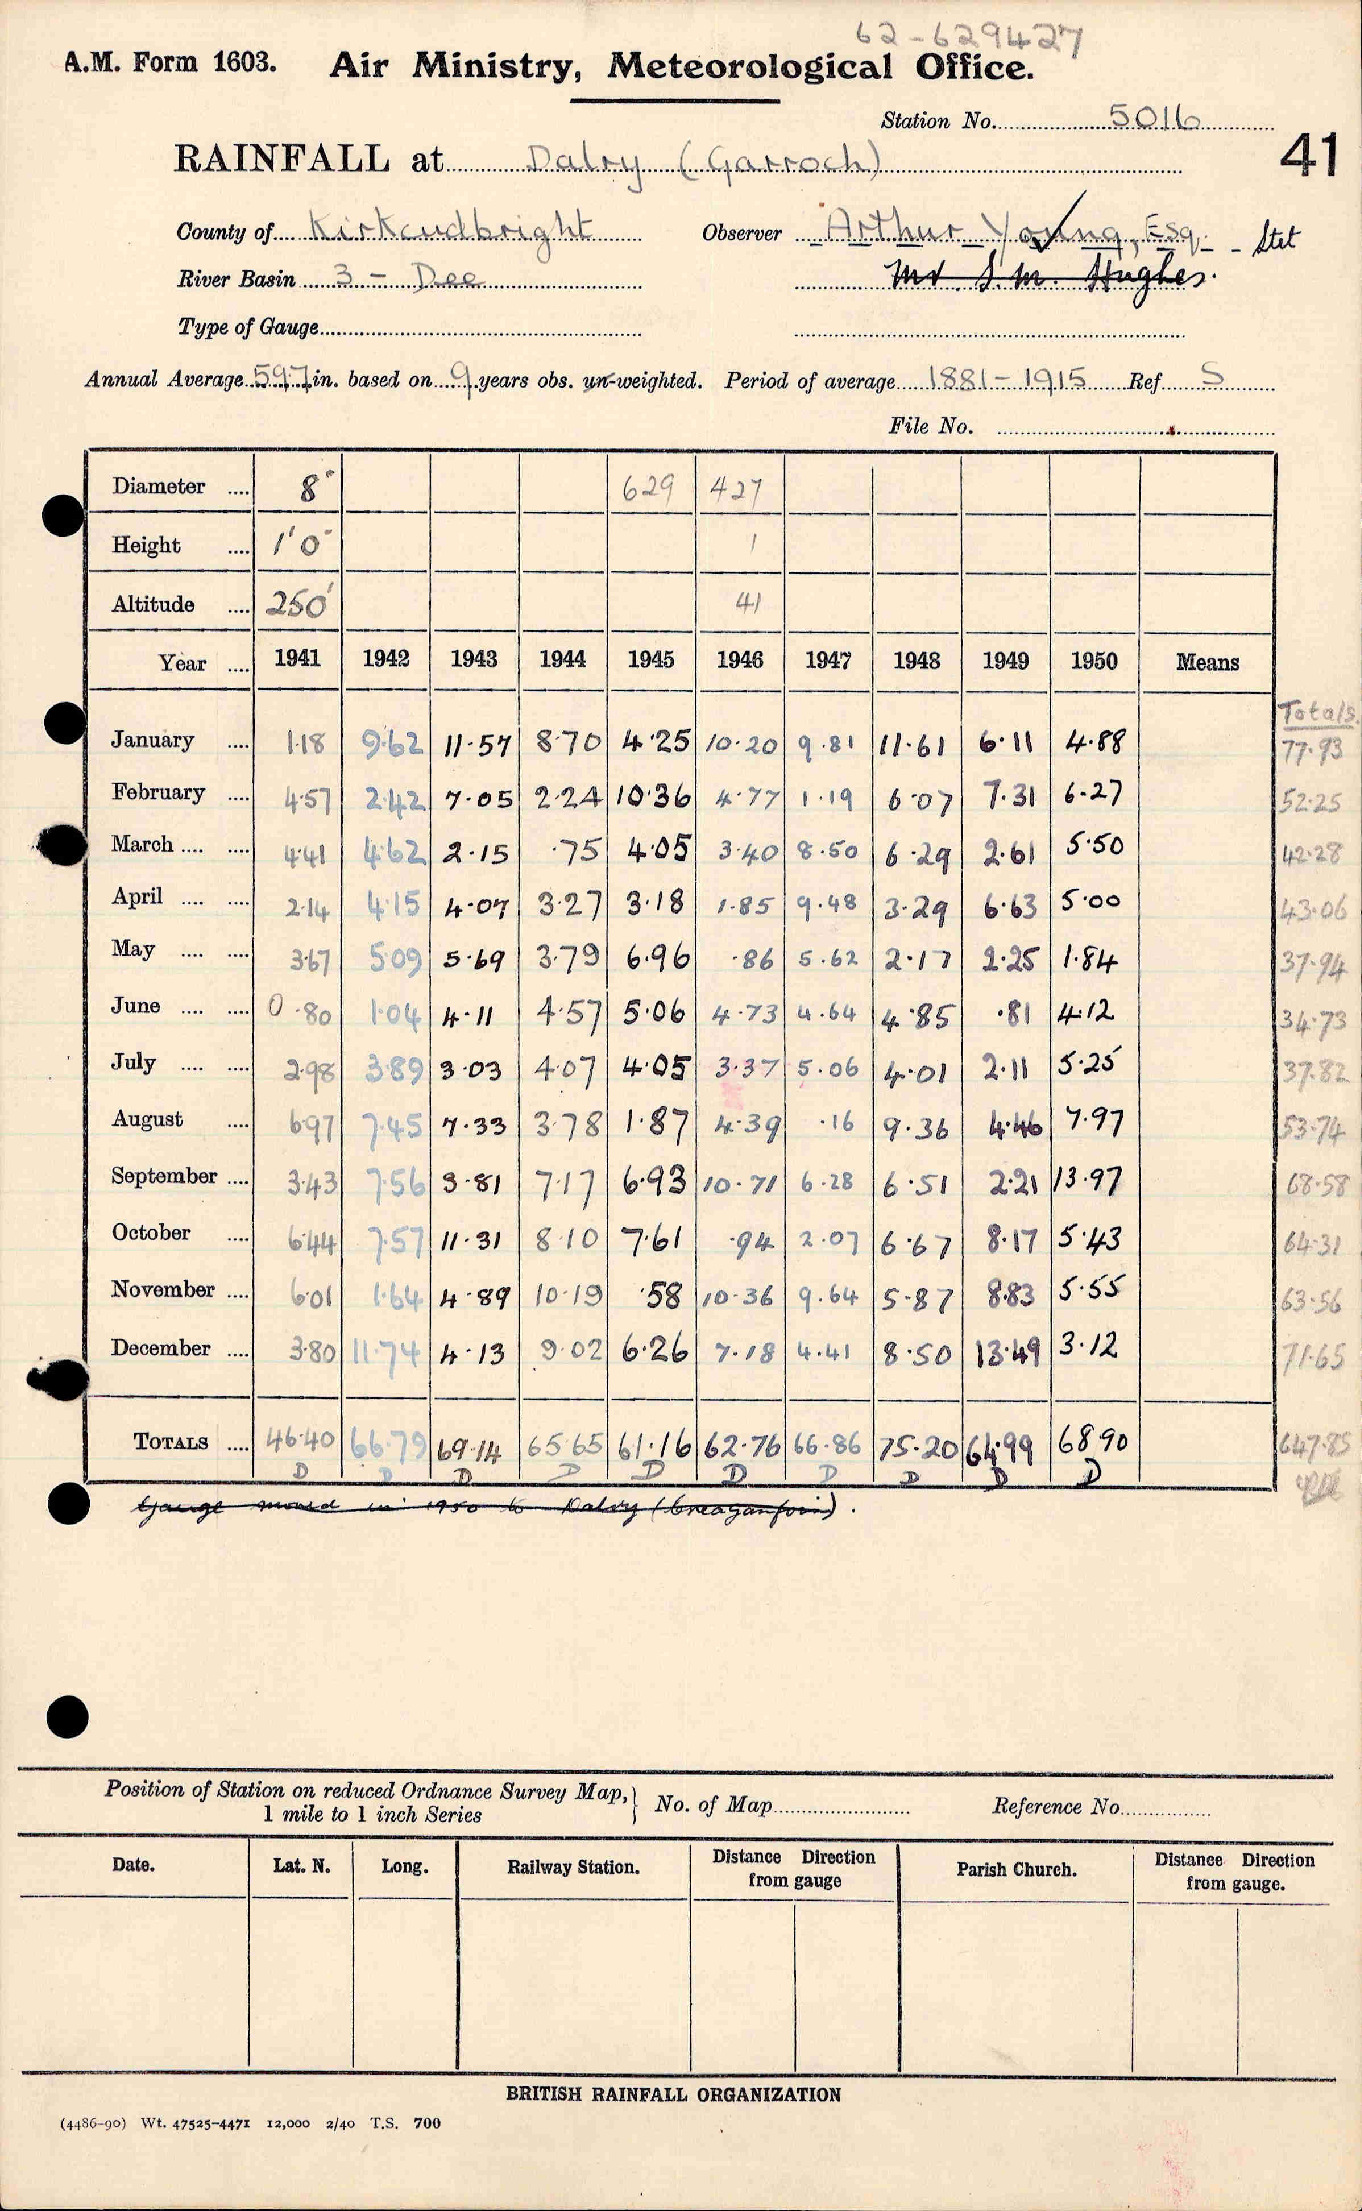 62-629427
A.M. Form 1603. Air Ministry, Meteorological Office.
Station No. 5016
41
RAINFALL at Dalry (Garroch)
County of Kirkcudbright Observer Arthur Young, Esq. - Stet
River Basin 3 - Dee Mr. S.M. Hughes.
Type of Gauge
Annual Average 59.7 in. based on 9 years obs. un-weighted. Period of average 1881-1915 Ref S
File No.
Diameter .... 8" 629 427
Height .... 1'0" 1
Altitude .... 250' 41
Year .... 1941 1942 1943 1944 1945 1946 1947 1948 1949 1950 Means
Totals.
January .... 1.18 9.62 11.57 8.70 4.25 10.20 9.81 11.61 6.11 4.88 77.93
February .... 4.57 2.42 7.05 2.24 10.36 4.77 1.19 6.07 7.31 6.27 52.25
March .... .... 4.41 4.62 2.15 .75 4.05 3.40 8.50 6.29 2.61 5.50 42.28
April .... .... 2.14 4.15 4.07 3.27 3.18 1.85 9.48 3.29 6.63 5.00 43.06
May .... .... 3.67 5.09 5.69 3.79 6.96 .86 5.62 2.17 2.25 1.84 37.94
June .... .... 0.80 1.04 4.11 4.57 5.06 4.73 4.64 4.85 .81 4.12 34.73
July .... .... 2.98 3.89 3.03 4.07 4.05 3.37 5.06 4.01 2.11 5.25 37.82
August .... 6.97 7.45 7.33 3.78 1.87 4.39 .16 9.36 4.46 7.97 53.74
September .... 3.43 7.56 3.81 7.17 6.93 10.71 6.28 6.51 2.21 13.97 68.58
October .... 6.44 7.57 11.31 8.10 7.61 .94 2.07 6.67 8.17 5.43 64.31
November .... 6.01 1.64 4.89 10.19 .58 10.36 9.64 5.87 8.83 5.55 63.56
December .... 3.80 11.74 4.13 9.02 6.26 7.18 4.41 8.50 13.49 3.12 71.65
TOTALS .... 46.40 66.79 69.14 65.65 61.16 62.76 66.86 75.20 64.99 68.90 647.85
D D D D D D D D D D
Gauge moved in 1950 to Dalry (Creaganfoin).
Position of Station on reduced Ordnance Survey Map, 1 mile to 1 inch Series } No. of Map Reference No.
Date. Lat. N. Long. Railway Station. Distance Direction from gauge Parish Church. Distance Direction from gauge.
BRITISH RAINFALL ORGANIZATION
(4486-90) Wt. 47525-4471 12,000 2/40 T.S. 700